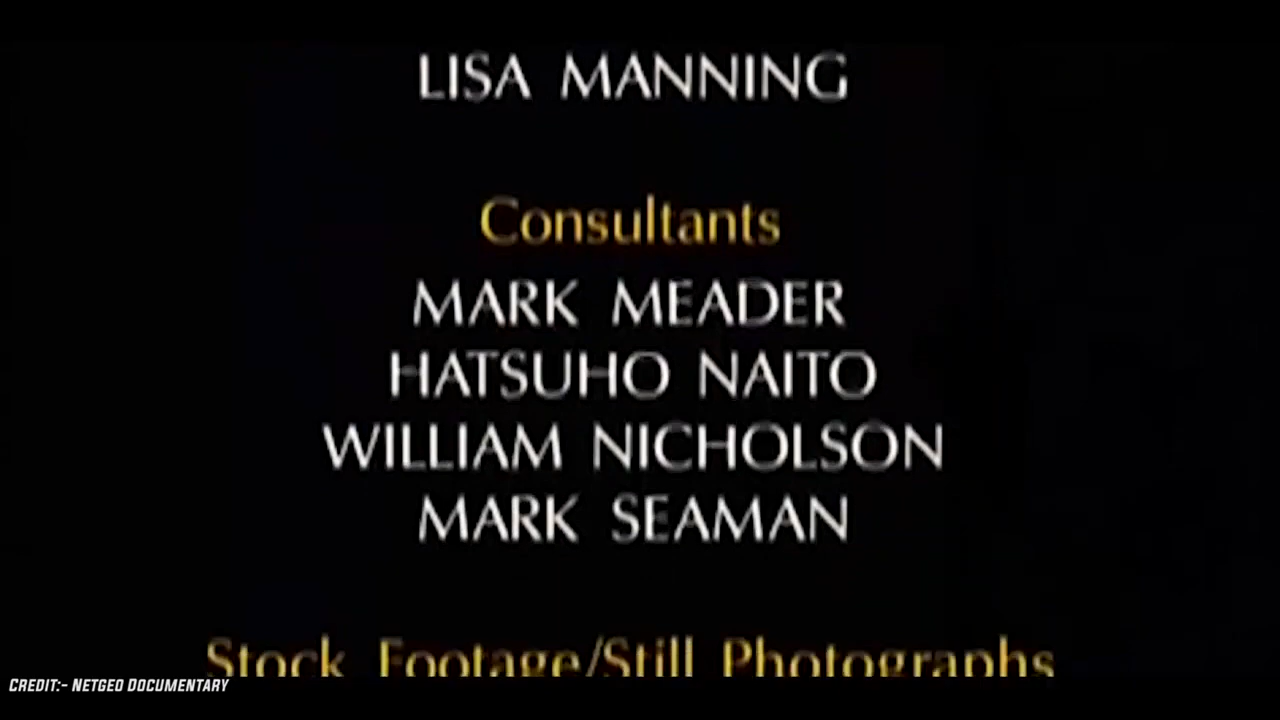 LISA MANNING
Consultants
MARK MEADER
HATSUHO NAITO
WILLIAM NICHOLSON
MARK SEAMAN
Stock Footage/Still Photographs
CREDIT:- NETGEO DOCUMENTARY